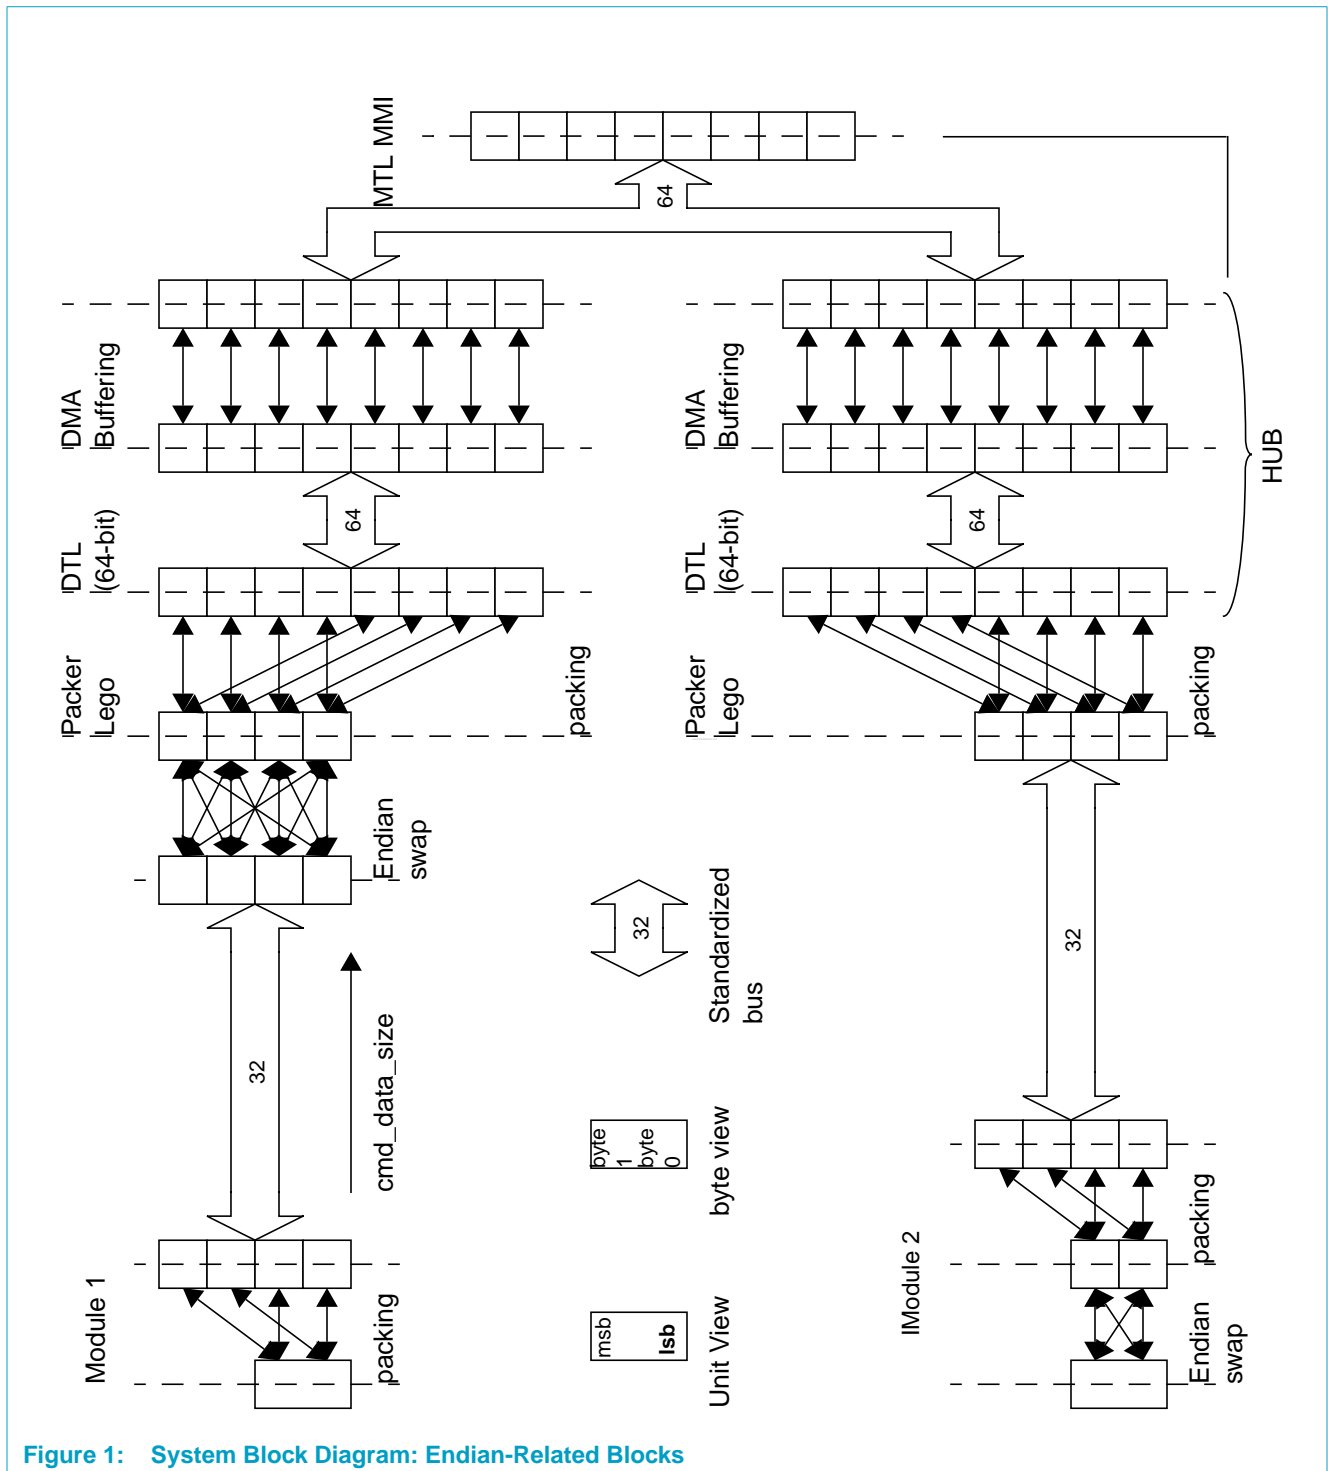 MTL MMI
64
DMA
Buffering
DMA
Buffering
HUB
64
64
DTL
(64-bit)
DTL
(64-bit)
Packer
Lego
packing
Packer
Lego
packing
Endian
swap
32
Standardized
bus
32
32
cmd_data_size
byte
1
byte
0
byte view
Module 1
packing
msb
lsb
Unit View
IModule 2
packing
Endian
swap
Figure 1: System Block Diagram: Endian-Related Blocks